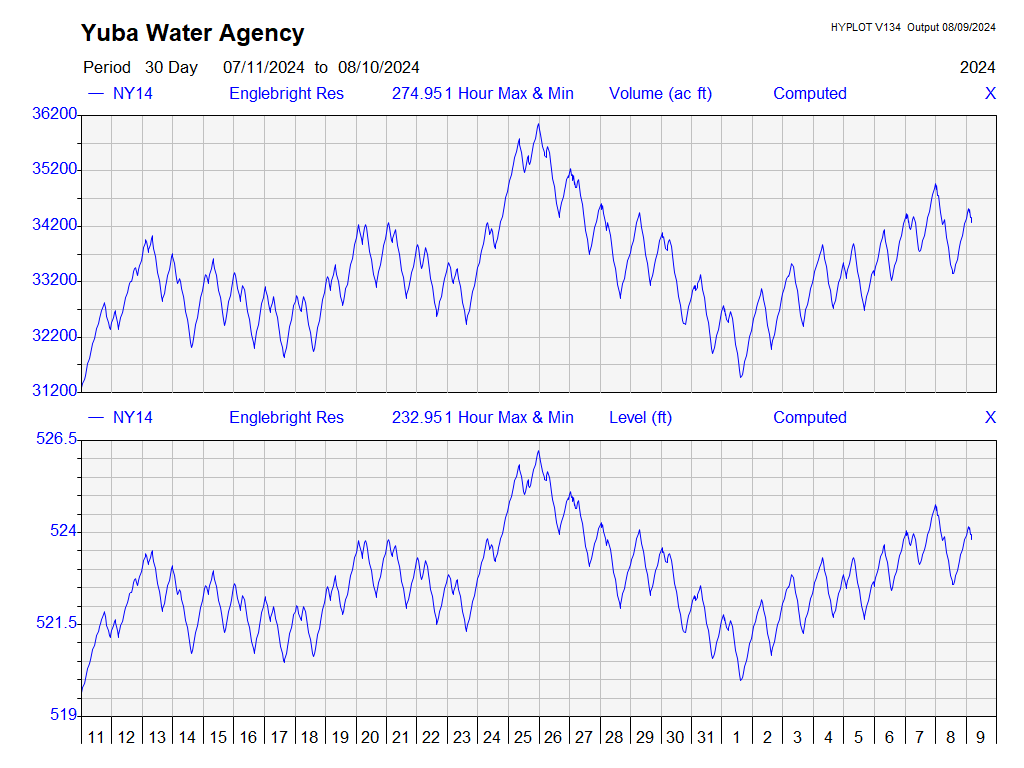 Yuba Water Agency
HYPLOT V134 Output 08/09/2024
Period 30 Day 07/11/2024 to 08/10/2024 2024
NY14 Englebright Res 274.951 Hour Max & Min Volume (ac ft) Computed X
36200
35200
34200
33200
32200
31200
NY14 Englebright Res 232.951 Hour Max & Min Level (ft) Computed X
526.5
524
521.5
519
11 12 13 14 15 16 17 18 19 20 21 22 23 24 25 26 27 28 29 30 31 1 2 3 4 5 6 7 8 9